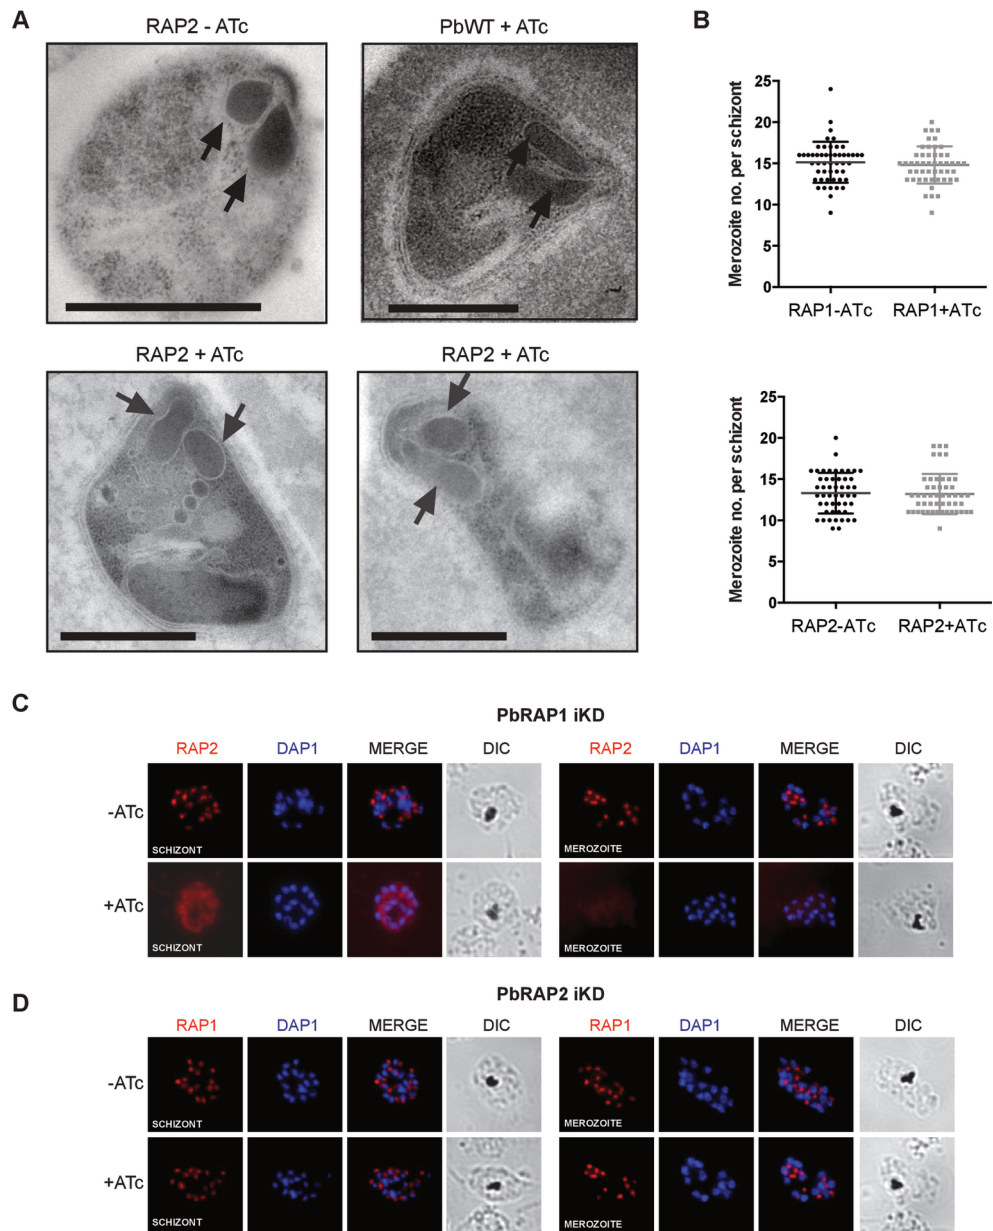 A
RAP2 - ATc
PbWT + ATc
RAP2 + ATc
RAP2 + ATc
B
Merozoite no. per schizont
25
20
15
10
5
0
RAP1-ATc
RAP1+ATc
Merozoite no. per schizont
25
20
15
10
5
0
RAP2-ATc
RAP2+ATc
C
PbRAP1 iKD
RAP2 DAP1 MERGE DIC RAP2 DAP1 MERGE DIC
-ATc
SCHIZONT
MEROZOITE
+ATc
SCHIZONT
MEROZOITE
D
PbRAP2 iKD
RAP1 DAP1 MERGE DIC RAP1 DAP1 MERGE DIC
-ATc
SCHIZONT
MEROZOITE
+ATc
SCHIZONT
MEROZOITE